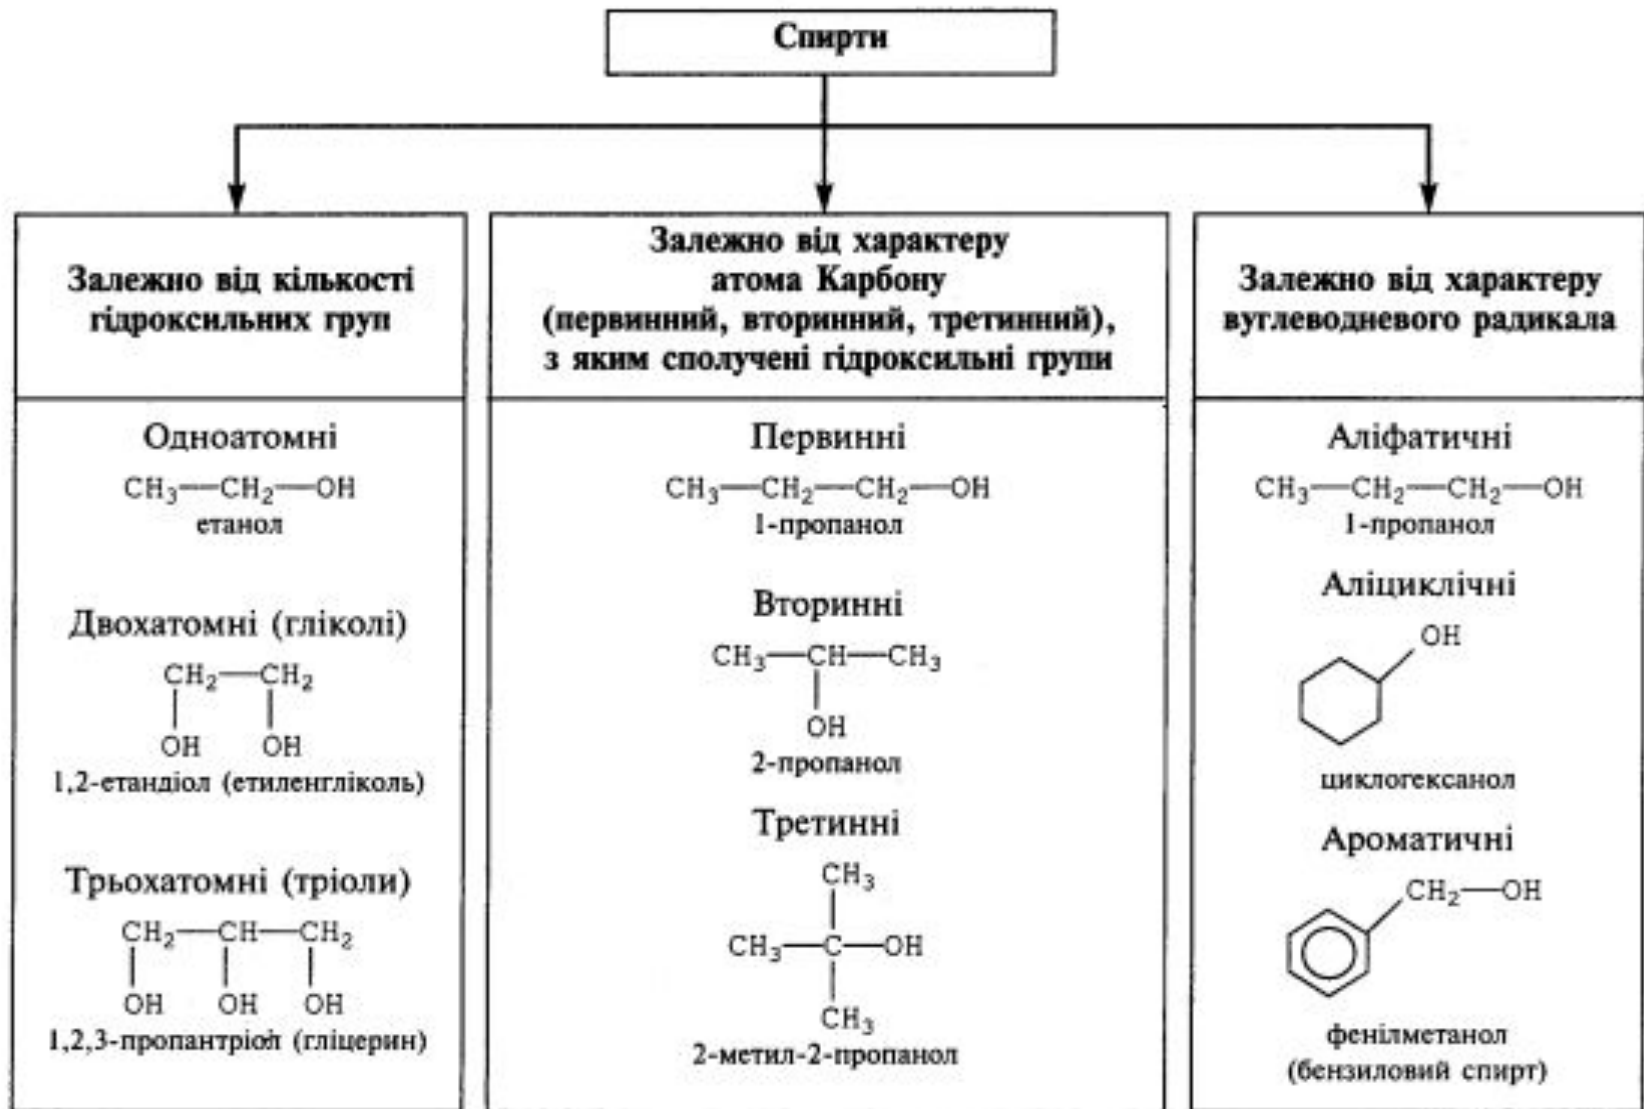 Спирти
Залежно від кількості
гідроксильних груп
Одноатомні
CH₃—CH₂—OH
етанол
Двохатомні (гліколі)
CH₂—CH₂
OH OH
1,2-етандіол (етиленгліколь)
Трьохатомні (тріоли)
CH₂—CH—CH₂
OH OH OH
1,2,3-пропантріол (гліцерин)
Залежно від характеру
атома Карбону
(первинний, вторинний, третинний),
з яким сполучені гідроксильні групи
Первинні
CH₃—CH₂—CH₂—OH
1-пропанол
Вторинні
CH₃—CH—CH₃
OH
2-пропанол
Третинні
CH₃
CH₃—C—OH
CH₃
2-метил-2-пропанол
Залежно від характеру
вуглеводневого радикала
Аліфатичні
CH₃—CH₂—CH₂—OH
1-пропанол
Аліциклічні
OH
циклогексанол
Ароматичні
CH₂—OH
фенілметанол
(бензиловий спирт)